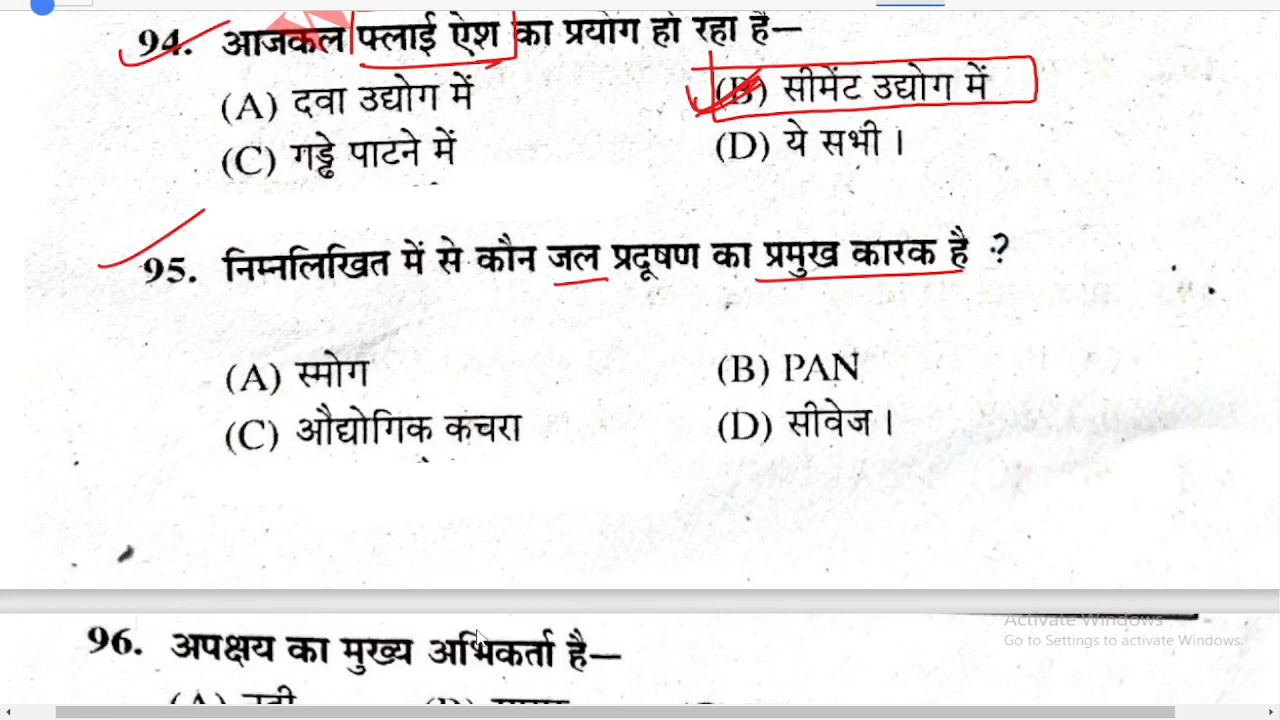 94. आजकल फ्लाई ऐश का प्रयोग हो रहा है—
(A) दवा उद्योग में (B) सीमेंट उद्योग में
(C) गड्ढे पाटने में (D) ये सभी ।
95. निम्नलिखित में से कौन जल प्रदूषण का प्रमुख कारक है ?
(A) स्मोग (B) PAN
(C) औद्योगिक कचरा (D) सीवेज ।
Activate Windows
Go to Settings to activate Windows.
96. अपक्षय का मुख्य अभिकर्ता है—
(A) नदी